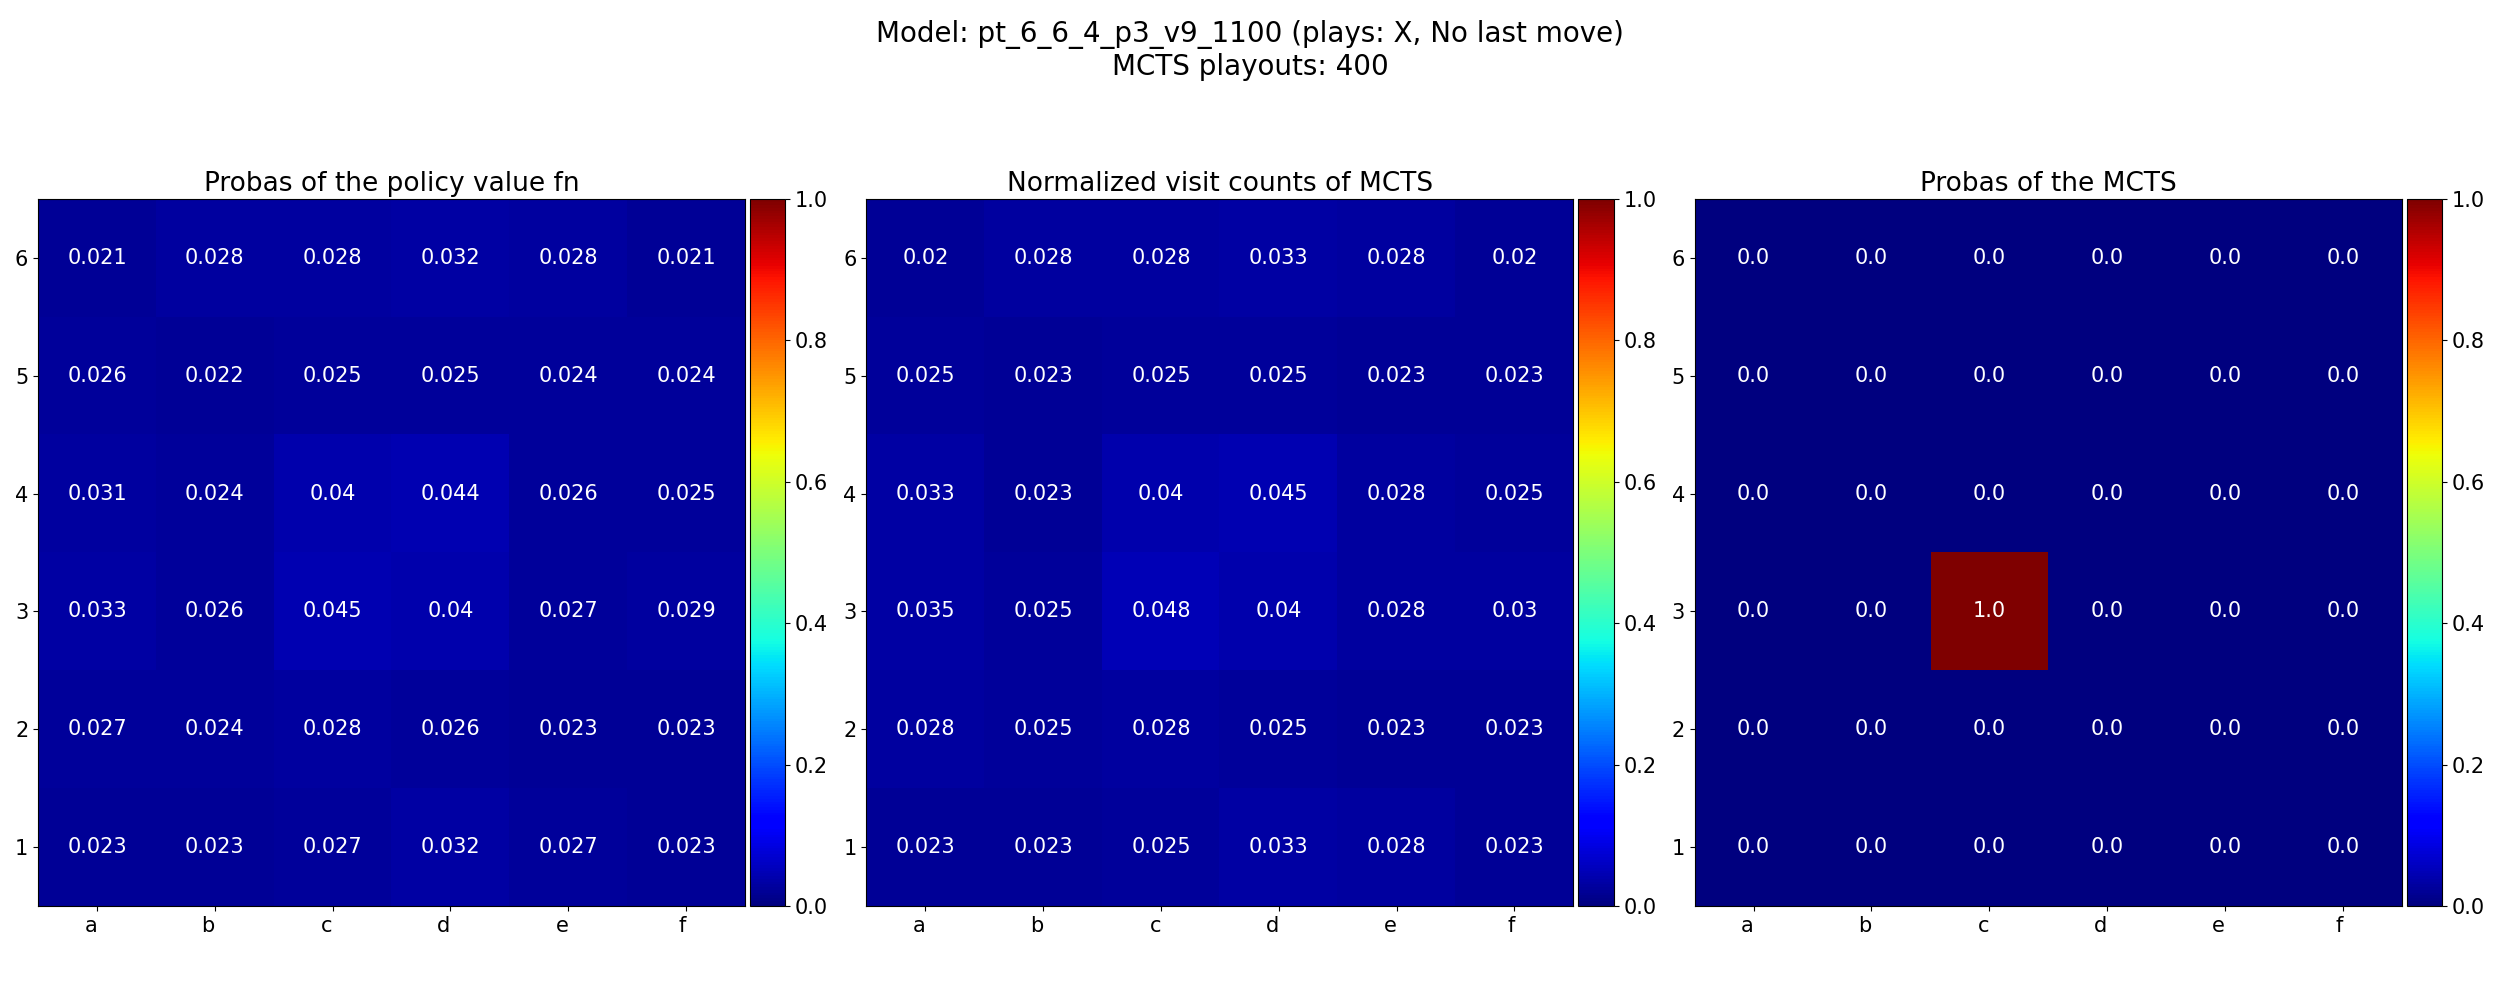 Model: pt_6_6_4_p3_v9_1100 (plays: X, No last move)
MCTS playouts: 400
Probas of the policy value fn
1.0
6 0.021 0.028 0.028 0.032 0.028 0.021
5 0.026 0.022 0.025 0.025 0.024 0.024
0.8
4 0.031 0.024 0.04 0.044 0.026 0.025
0.6
3 0.033 0.026 0.045 0.04 0.027 0.029
0.4
2 0.027 0.024 0.028 0.026 0.023 0.023
0.2
1 0.023 0.023 0.027 0.032 0.027 0.023
0.0
a b c d e f
Normalized visit counts of MCTS
1.0
6 0.02 0.028 0.028 0.033 0.028 0.02
5 0.025 0.023 0.025 0.025 0.023 0.023
0.8
4 0.033 0.023 0.04 0.045 0.028 0.025
0.6
3 0.035 0.025 0.048 0.04 0.028 0.03
0.4
2 0.028 0.025 0.028 0.025 0.023 0.023
0.2
1 0.023 0.023 0.025 0.033 0.028 0.023
0.0
a b c d e f
Probas of the MCTS
1.0
6 0.0 0.0 0.0 0.0 0.0 0.0
5 0.0 0.0 0.0 0.0 0.0 0.0
0.8
4 0.0 0.0 0.0 0.0 0.0 0.0
0.6
3 0.0 0.0 1.0 0.0 0.0 0.0
0.4
2 0.0 0.0 0.0 0.0 0.0 0.0
0.2
1 0.0 0.0 0.0 0.0 0.0 0.0
0.0
a b c d e f